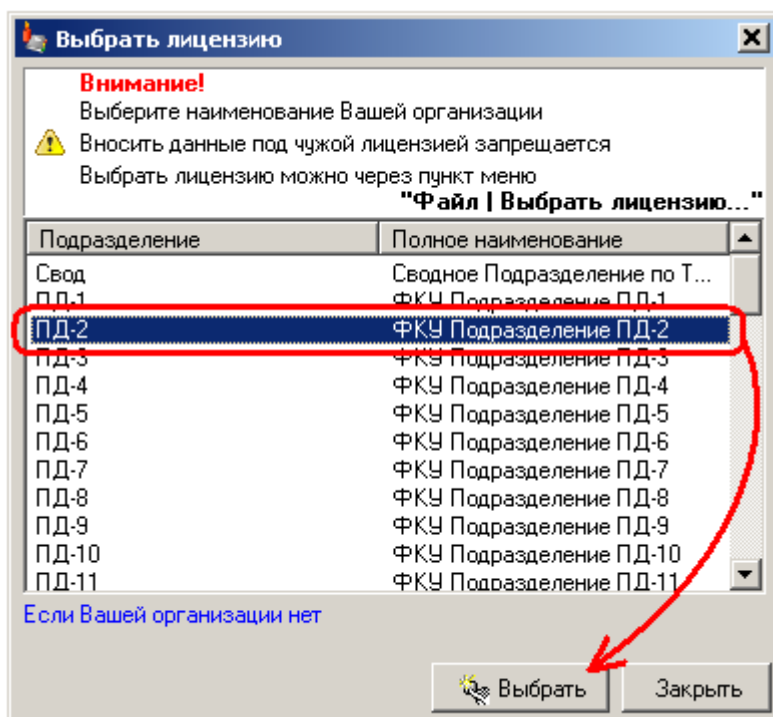 Выбрать лицензию
Внимание!
Выберите наименование Вашей организации
Вносить данные под чужой лицензией запрещается
Выбрать лицензию можно через пункт меню
"Файл | Выбрать лицензию..."
Подразделение Полное наименование
Свод Сводное Подразделение по Т...
ПД-1 ФКУ Подразделение ПД-1
ПД-2 ФКУ Подразделение ПД-2
ПД-3 ФКУ Подразделение ПД-3
ПД-4 ФКУ Подразделение ПД-4
ПД-5 ФКУ Подразделение ПД-5
ПД-6 ФКУ Подразделение ПД-6
ПД-7 ФКУ Подразделение ПД-7
ПД-8 ФКУ Подразделение ПД-8
ПД-9 ФКУ Подразделение ПД-9
ПД-10 ФКУ Подразделение ПД-10
ПД-11 ФКУ Подразделение ПД-11
Если Вашей организации нет
Выбрать Закрыть